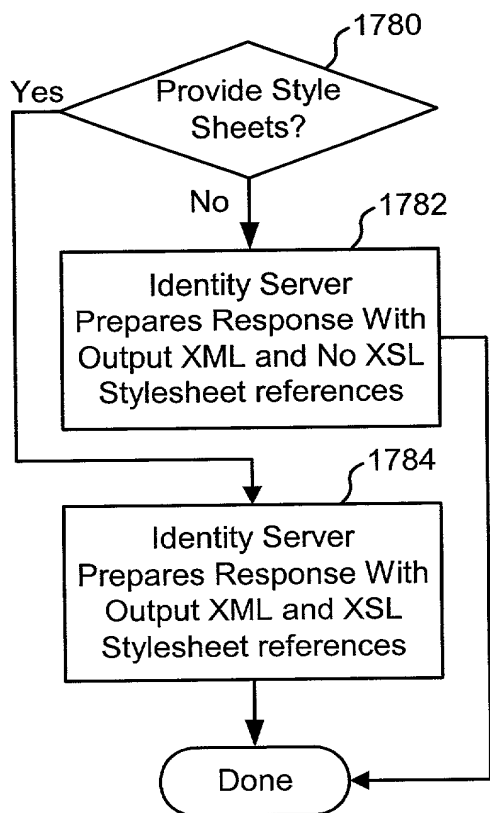 1780
Yes
Provide Style
Sheets?
No
1782
Identity Server
Prepares Response With
Output XML and No XSL
Stylesheet references
1784
Identity Server
Prepares Response With
Output XML and XSL
Stylesheet references
Done